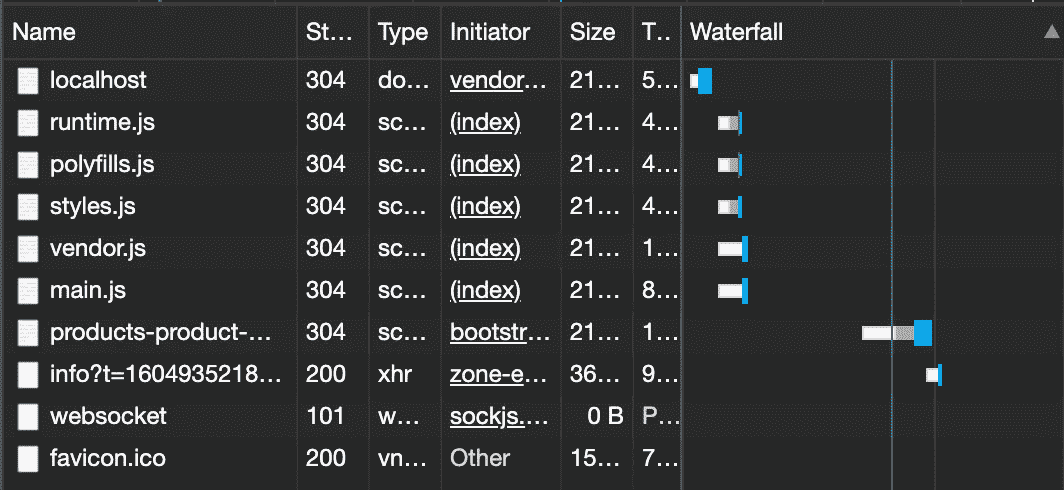 Name St... Type Initiator Size T.. Waterfall
localhost 304 do... vendor... 21... 5...
runtime.js 304 sc... (index) 21... 4...
polyfills.js 304 sc... (index) 21... 4...
styles.js 304 sc... (index) 21... 4...
vendor.js 304 sc... (index) 21... 1...
main.js 304 sc... (index) 21... 8...
products-product-... 304 sc... bootstr... 21... 1...
info?t=1604935218... 200 xhr zone-e... 36... 9...
websocket 101 w... sockjs.... 0 B P...
favicon.ico 200 vn... Other 15... 7...